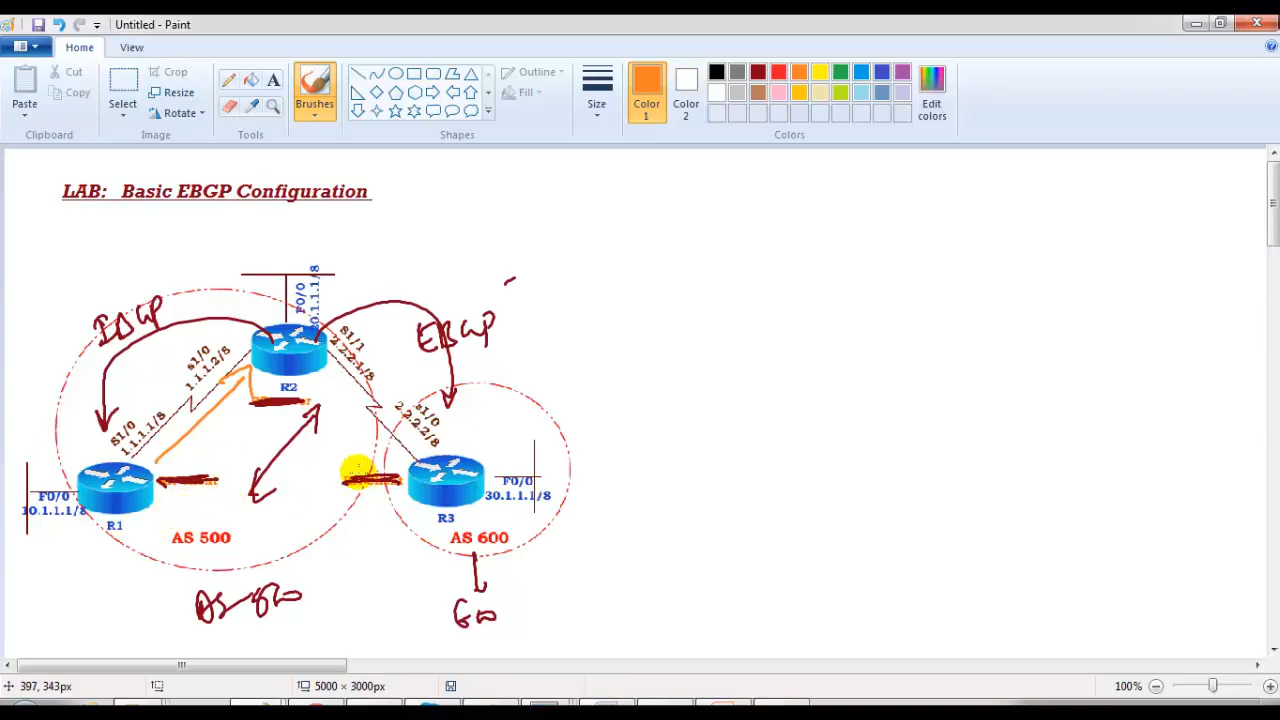 Untitled - Paint
Home View
Paste
Cut
Copy
Clipboard
Select
Crop
Resize
Rotate
Image
A
Tools
Brushes
Outline
Fill
Shapes
Size
Color 1
Color 2
Edit colors
Colors
LAB: Basic EBGP Configuration
F0/0
20.1.1.1/8
IBGP
EBGP
S1/0
1.1.1.2/8
S1/1
2.2.2.1/8
R2
S1/0
1.1.1.1/8
S1/0
2.2.2.2/8
F0/0
10.1.1.1/8
R1
F0/0
30.1.1.1/8
R3
AS 500
AS 600
397, 343px
5000 × 3000px
100%